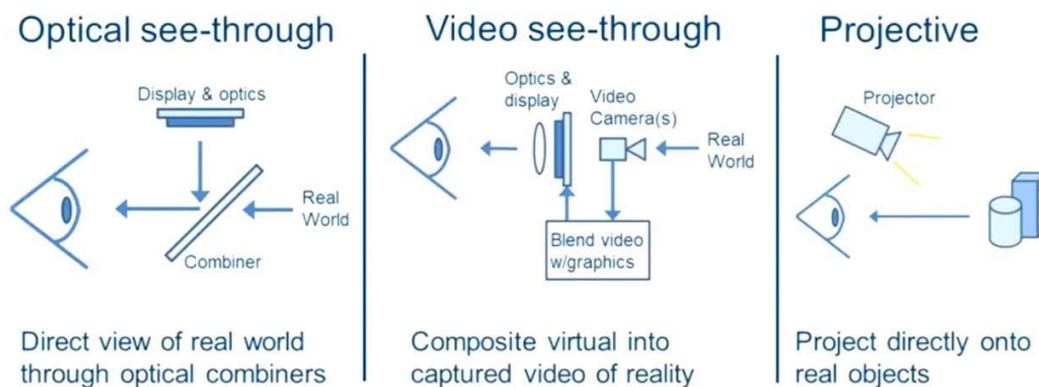 Optical see-through
Display & optics
Real
World
Combiner
Direct view of real world
through optical combiners
Video see-through
Optics &
display
Video
Camera(s)
Real
World
Blend video
w/graphics
Composite virtual into
captured video of reality
Projective
Projector
Project directly onto
real objects